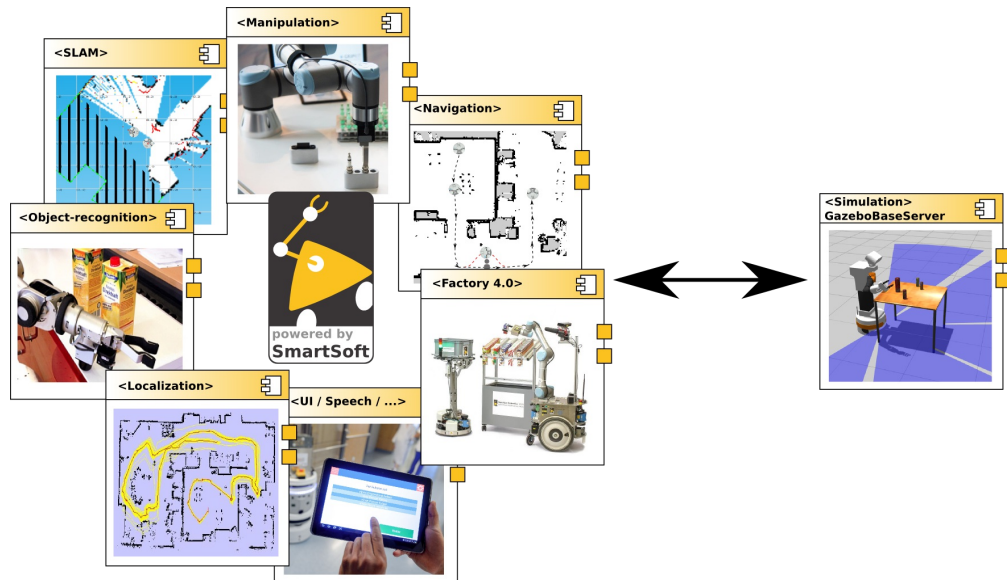 <Manipulation>
<SLAM>
<Navigation>
<Object-recognition>
<Simulation>
GazeboBaseServer
<Factory 4.0>
powered by
SmartSoft
<Localization>
<UI / Speech / ...>